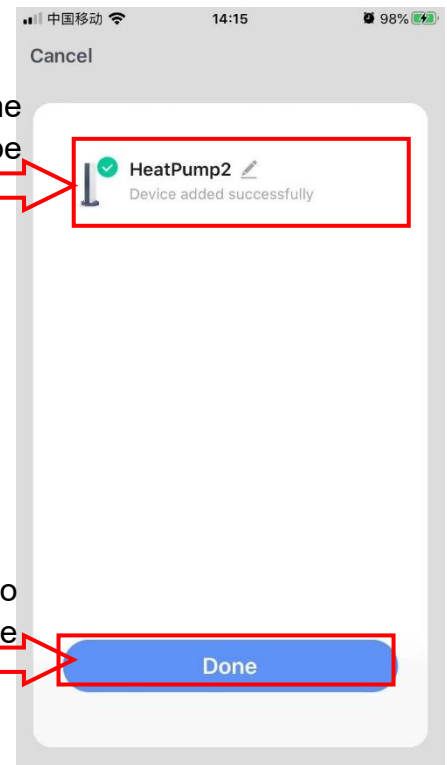 中国移动 14:15 98%
Cancel
HeatPump2
Device added successfully
Done